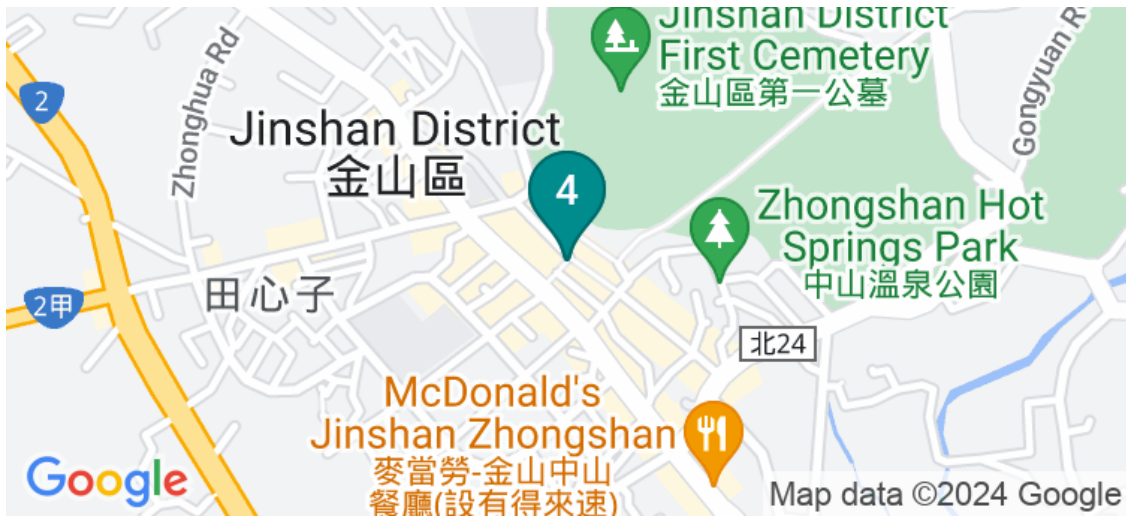 Jinshan District
First Cemetery
金山區第一公墓
Gongyuan R
2
Zhonghua Rd
Jinshan District
金山區
4
Zhongshan Hot
Springs Park
中山溫泉公園
2甲
田心子
北24
McDonald's
Jinshan Zhongshan
麥當勞-金山中山
餐廳(設有得來速)
Google
Map data ©2024 Google